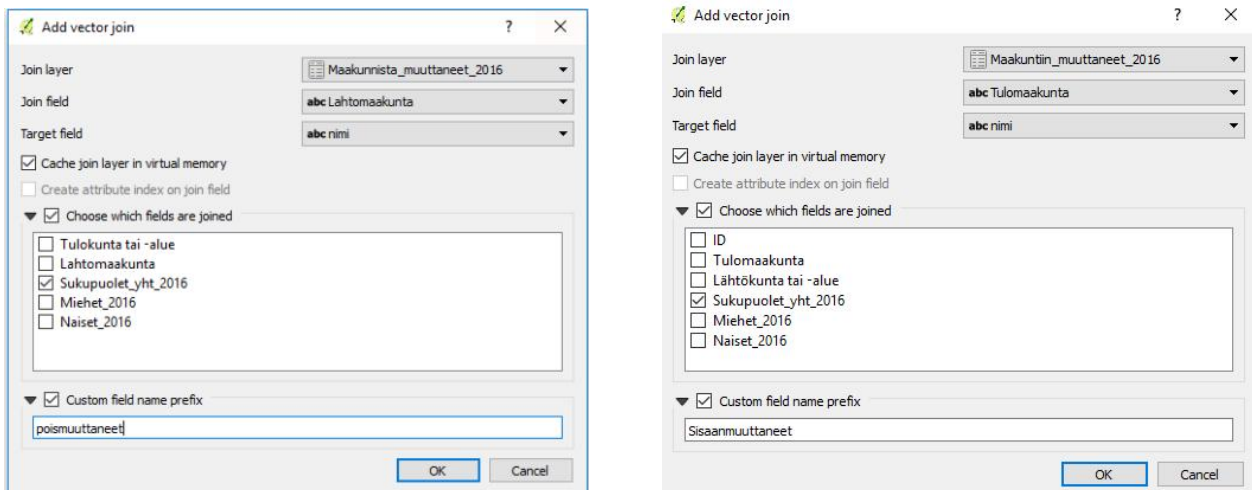 Add vector join ? ×
Join layer Maakunnista_muuttaneet_2016
Join field abc Lahtomaakunta
Target field abc nimi
Cache join layer in virtual memory
Create attribute index on join field
Choose which fields are joined
Tulokunta tai -alue
Lahtomaakunta
Sukupuolet_yht_2016
Miehet_2016
Naiset_2016
Custom field name prefix
poismuuttaneet
OK Cancel
Add vector join ? ×
Join layer Maakuntiin_muuttaneet_2016
Join field abc Tulomaakunta
Target field abc nimi
Cache join layer in virtual memory
Create attribute index on join field
Choose which fields are joined
ID
Tulomaakunta
Lähtökunta tai -alue
Sukupuolet_yht_2016
Miehet_2016
Naiset_2016
Custom field name prefix
Sisaanmuuttaneet
OK Cancel